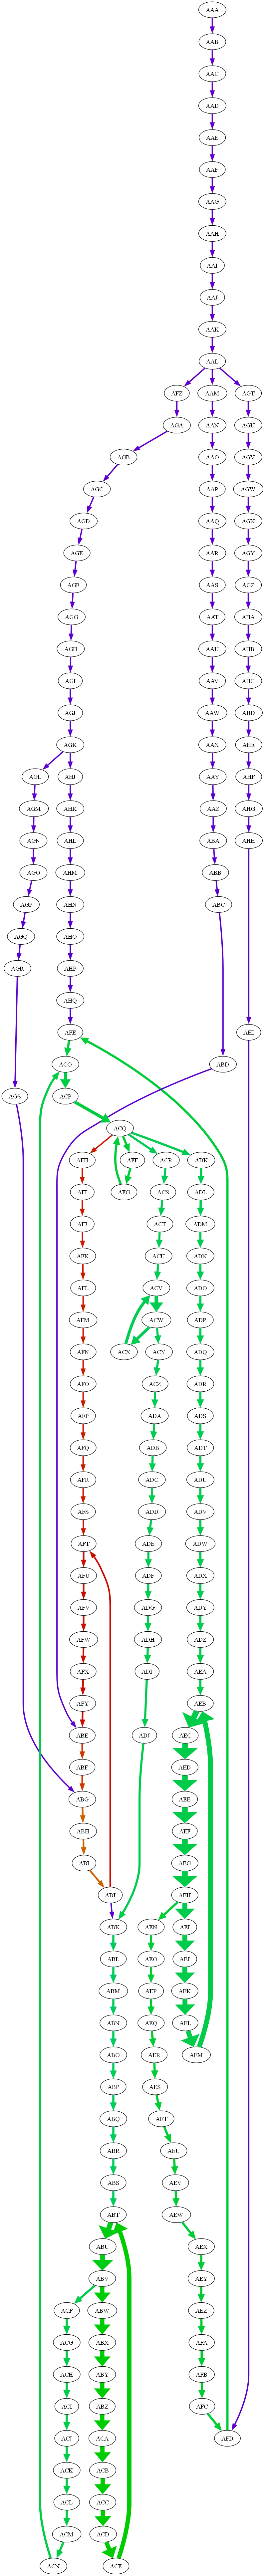 AAA
AAB
AAC
AAD
AAE
AAF
AAG
AAH
AAI
AAJ
AAK
AAL
AFZ AAM AGT
AGA AAN AGU
AGB AAO AGV
AGC AAP AGW
AGD AAQ AGX
AGE AAR AGY
AGF AAS AGZ
AGG AAT AHA
AGH AAU AHB
AGI AAV AHC
AGJ AAW AHD
AGK AAX AHE
AGL AHJ AAY AHF
AGM AHK AAZ AHG
AGN AHL ABA AHH
AGO AHM ABB
AGP AHN ABC
AGQ AHO
AGR AHP
AHQ
AFE AHI
ACO ABD
AGS ACP
ACQ
AFH AFF ACR ADK
AFI AFG ACS ADL
AFJ ACT ADM
AFK ACU ADN
AFL ACV ADO
AFM ACW ADP
AFN ACX ACY ADQ
AFO ACZ ADR
AFP ADA ADS
AFQ ADB ADT
AFR ADC ADU
AFS ADD ADV
AFT ADE ADW
AFU ADF ADX
AFV ADG ADY
AFW ADH ADZ
AFX ADI AEA
AFY AEB
ABE ADJ AEC
ABF AED
ABG AEE
ABH AEF
ABI AEG
ABJ AEH
ABK AEN AEI
ABL AEO AEJ
ABM AEP AEK
ABN AEQ AEL
ABO AER AEM
ABP AES
ABQ AET
ABR AEU
ABS AEV
ABT AEW
ABU AEX
ABV AEY
ACF ABW AEZ
ACG ABX AFA
ACH ABY AFB
ACI ABZ AFC
ACJ ACA AFD
ACK ACB
ACL ACC
ACM ACD
ACN ACE